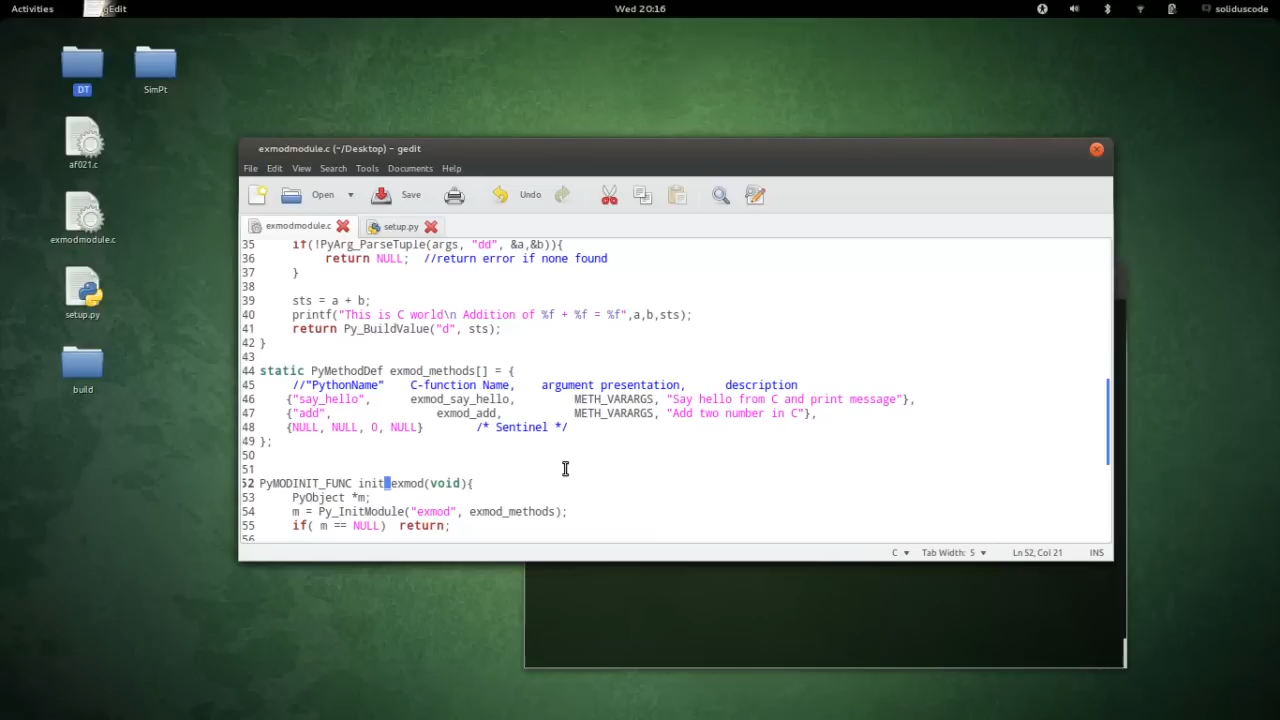 Activities gEdit Wed 20:16 soliduscode
DT
SimPt
af021.c
exmodmodule.c
setup.py
build
exmodmodule.c (~/Desktop) – gedit
File Edit View Search Tools Documents Help
Open Save Undo
exmodmodule.c setup.py
35 if(!PyArg_ParseTuple(args, "dd", &a,&b)){
36 return NULL; //return error if none found
37 }
38
39 sts = a + b;
40 printf("This is C world\n Addition of %f + %f = %f",a,b,sts);
41 return Py_BuildValue("d", sts);
42 }
43
44 static PyMethodDef exmod_methods[] = {
45 //"PythonName" C-function Name, argument presentation, description
46 {"say_hello", exmod_say_hello, METH_VARARGS, "Say hello from C and print message"},
47 {"add", exmod_add, METH_VARARGS, "Add two number in C"},
48 {NULL, NULL, 0, NULL} /* Sentinel */
49 };
50
51
52 PyMODINIT_FUNC init_exmod(void){
53 PyObject *m;
54 m = Py_InitModule("exmod", exmod_methods);
55 if( m == NULL) return;
56
C Tab Width: 5 Ln 52, Col 21 INS